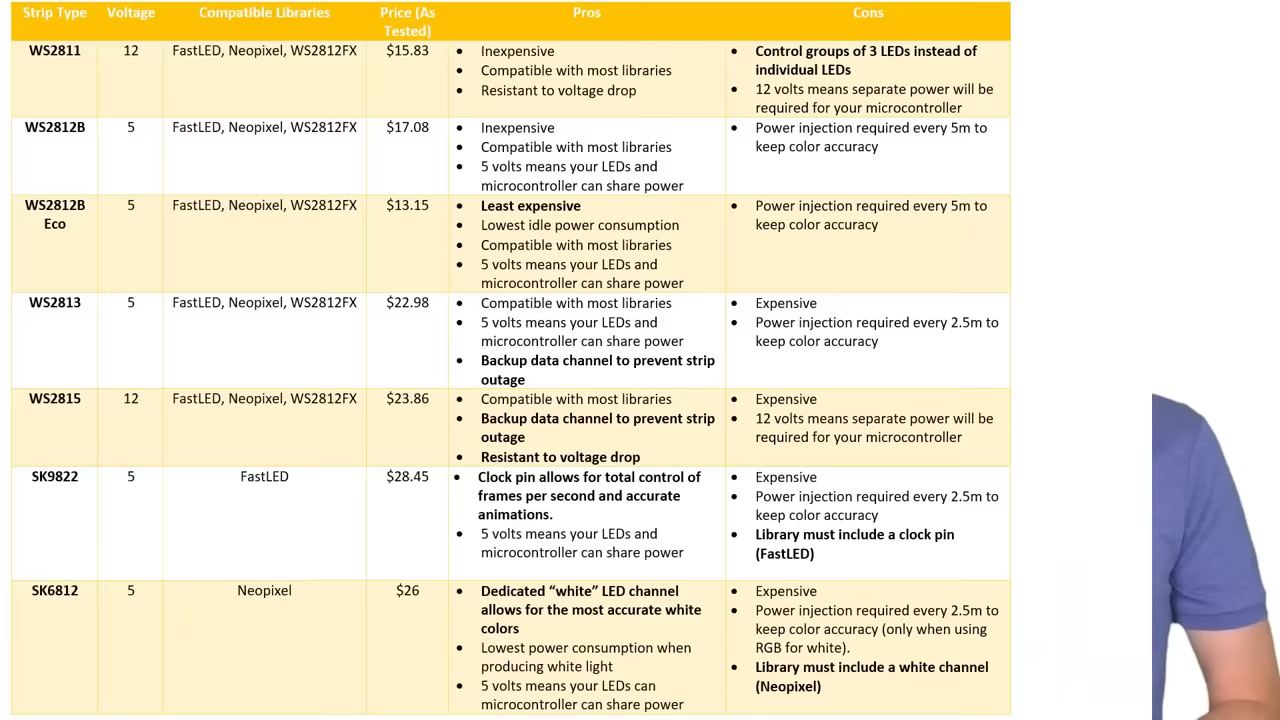 Strip Type Voltage Compatible Libraries Price (As Tested) Pros Cons
WS2811 12 FastLED, Neopixel, WS2812FX $15.83
• Inexpensive
• Compatible with most libraries
• Resistant to voltage drop
• Control groups of 3 LEDs instead of
individual LEDs
• 12 volts means separate power will be
required for your microcontroller
WS2812B 5 FastLED, Neopixel, WS2812FX $17.08
• Inexpensive
• Compatible with most libraries
• 5 volts means your LEDs and
microcontroller can share power
• Power injection required every 5m to
keep color accuracy
WS2812B
Eco
5 FastLED, Neopixel, WS2812FX $13.15
• Least expensive
• Lowest idle power consumption
• Compatible with most libraries
• 5 volts means your LEDs and
microcontroller can share power
• Power injection required every 5m to
keep color accuracy
WS2813 5 FastLED, Neopixel, WS2812FX $22.98
• Compatible with most libraries
• 5 volts means your LEDs and
microcontroller can share power
• Backup data channel to prevent strip
outage
• Expensive
• Power injection required every 2.5m to
keep color accuracy
WS2815 12 FastLED, Neopixel, WS2812FX $23.86
• Compatible with most libraries
• Backup data channel to prevent strip
outage
• Resistant to voltage drop
• Expensive
• 12 volts means separate power will be
required for your microcontroller
SK9822 5 FastLED $28.45
• Clock pin allows for total control of
frames per second and accurate
animations.
• 5 volts means your LEDs and
microcontroller can share power
• Expensive
• Power injection required every 2.5m to
keep color accuracy
• Library must include a clock pin
(FastLED)
SK6812 5 Neopixel $26
• Dedicated “white” LED channel
allows for the most accurate white
colors
• Lowest power consumption when
producing white light
• 5 volts means your LEDs can
microcontroller can share power
• Expensive
• Power injection required every 2.5m to
keep color accuracy (only when using
RGB for white).
• Library must include a white channel
(Neopixel)